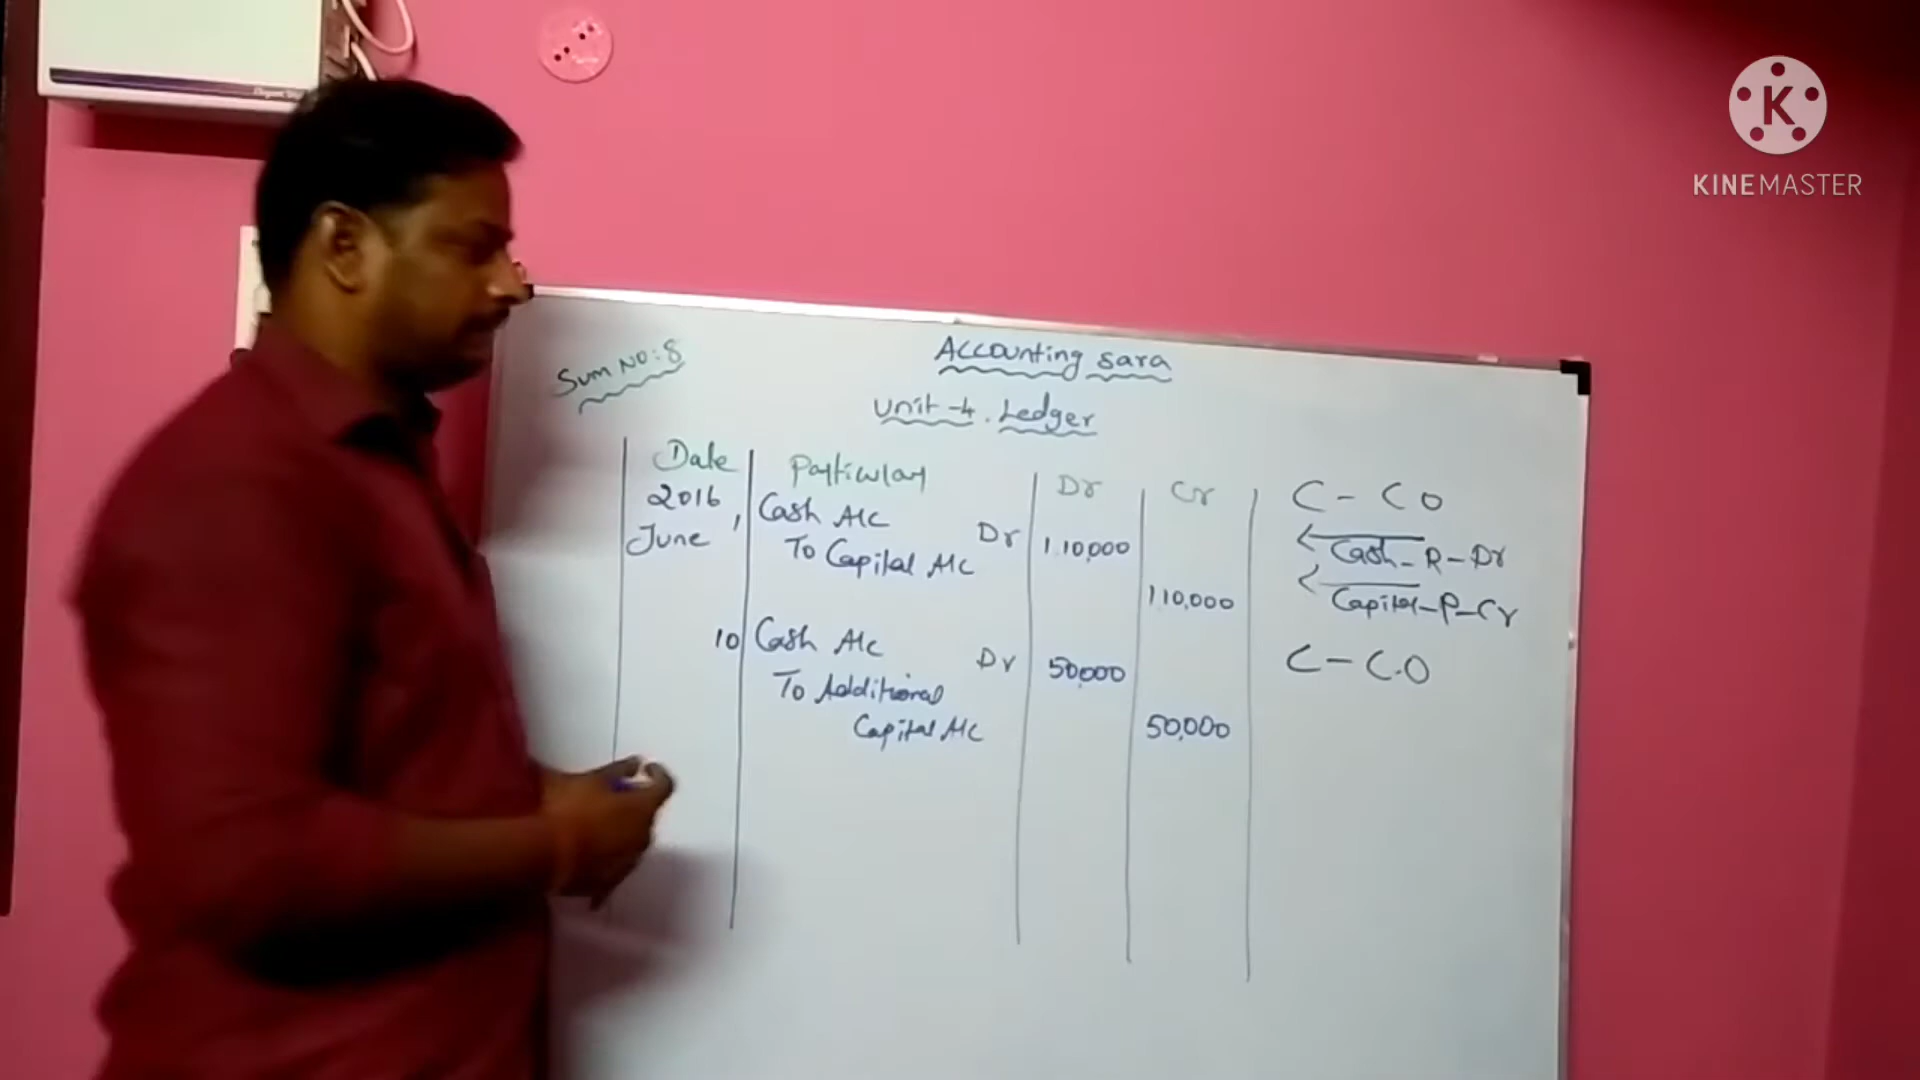 K
KINEMASTER
Sum NO: 8
Accounting Sara
Unit-4. Ledger
Date Particular Dr Cr
2016 June 1, Cash A/c Dr 1,10,000
To Capital A/c 1,10,000
10 Cash A/c Dr 50,000
To Additional
Capital A/c 50,000
C - CO
Cash - R - Dr
Capital - P - Cr
C - C.O